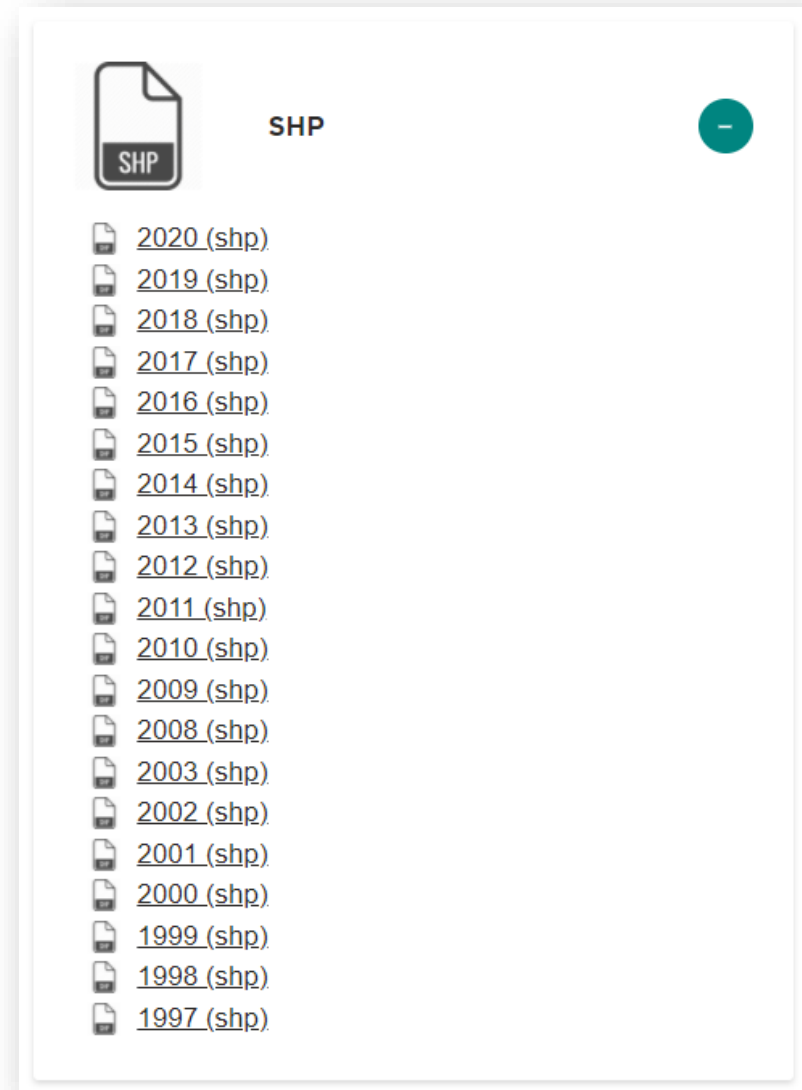 SHP
SHP
−
2020 (shp)
2019 (shp)
2018 (shp)
2017 (shp)
2016 (shp)
2015 (shp)
2014 (shp)
2013 (shp)
2012 (shp)
2011 (shp)
2010 (shp)
2009 (shp)
2008 (shp)
2003 (shp)
2002 (shp)
2001 (shp)
2000 (shp)
1999 (shp)
1998 (shp)
1997 (shp)